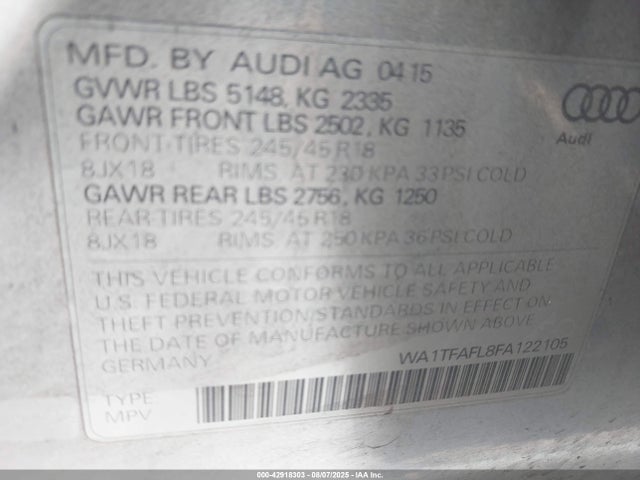 MFD. BY AUDI AG 04 15
GVWR LBS 5148, KG 2335
GAWR FRONT LBS 2502, KG 1135
FRONT-TIRES 245/45 R18
8JX18 RIMS, AT 230 KPA 33 PSI COLD
GAWR REAR LBS 2756, KG 1250
REAR-TIRES 245/45 R18
8JX18 RIMS, AT 250 KPA 36 PSI COLD
Audi
THIS VEHICLE CONFORMS TO ALL APPLICABLE
U.S. FEDERAL MOTOR VEHICLE SAFETY AND
THEFT PREVENTION STANDARDS IN EFFECT ON
THE DATE OF MANUFACTURE SHOWN ABOVE.
GERMANY
WA1TFAFL8FA122105
TYPE:
MPV
000-42918303 - 08/07/2025 - IAA Inc.